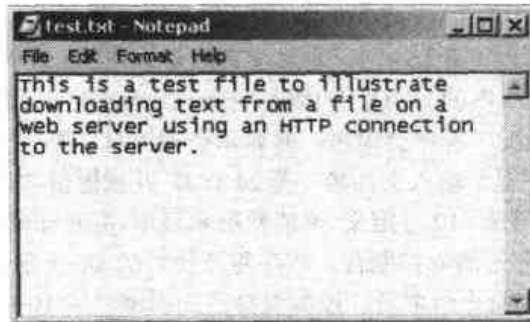 test.txt - Notepad
File Edit Format Help
This is a test file to illustrate
downloading text from a file on a
web server using an HTTP connection
to the server.